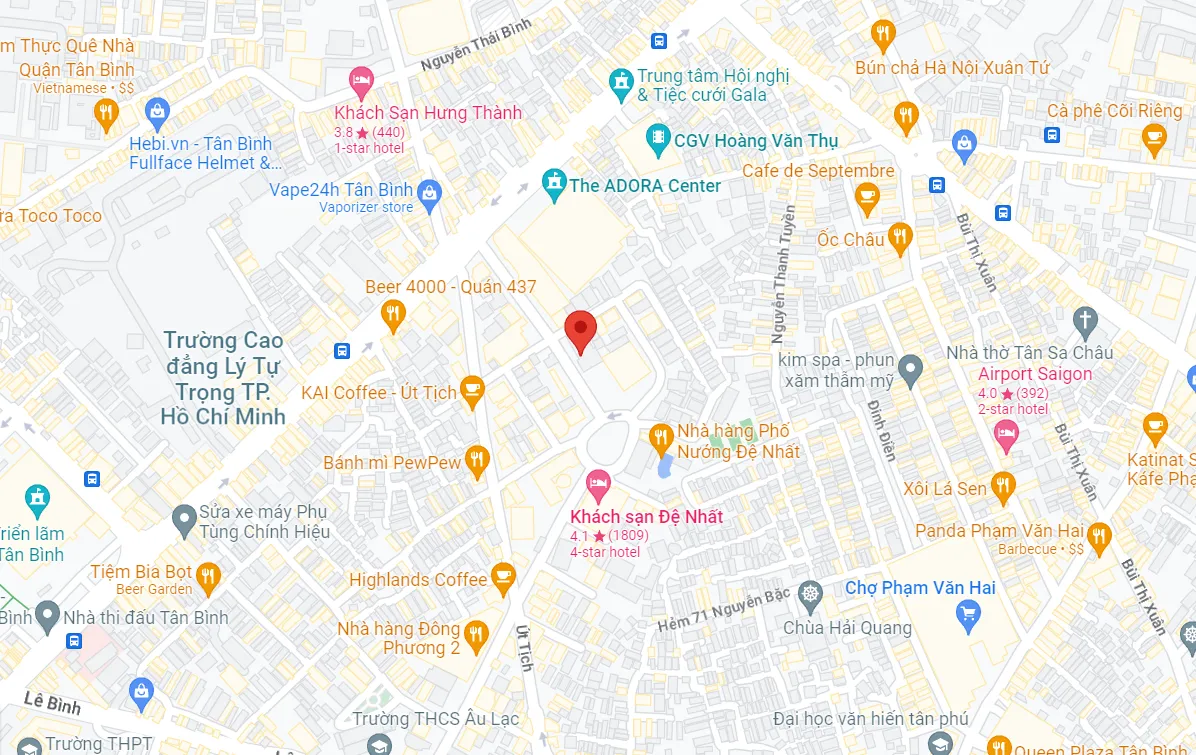 Nguyễn Thái Bình
m Thực Quê Nhà
Quận Tân Bình
Vietnamese • $$
Bún chả Hà Nội Xuân Tứ
Trung tâm Hội nghị
& Tiệc cưới Gala
Khách Sạn Hưng Thành
3.8 ★ (440)
1-star hotel
Cà phê Cõi Riêng
Hebi.vn - Tân Bình
Fullface Helmet &...
CGV Hoàng Văn Thụ
Cafe de Septembre
Vape24h Tân Bình
Vaporizer store
The ADORA Center
ữa Toco Toco
Bùi Thị Xuân
Ốc Châu
Nguyễn Thanh Tuyền
Beer 4000 - Quán 437
Trường Cao
đẳng Lý Tự
Trọng TP.
Hồ Chí Minh
Nhà thờ Tân Sa Châu
kim spa - phun
xăm thẩm mỹ
Airport Saigon
4.0 ★ (392)
2-star hotel
KAI Coffee - Út Tịch
Đinh Điền
Bùi Thị Xuân
Nhà hàng Phố
Nướng Đệ Nhất
Bánh mì PewPew
Katinat S
Káfe Phạ
Xôi Lá Sen
Sửa xe máy Phụ
Tùng Chính Hiệu
Khách sạn Đệ Nhất
4.1 ★ (1809)
4-star hotel
riển lãm
Tân Bình
Panda Phạm Văn Hai
Barbecue • $$
Tiệm Bia Bọt
Beer Garden
Highlands Coffee
Chợ Phạm Văn Hai
Bùi Thị Xuân
Hẻm 71 Nguyễn Bặc
Bình
Nhà thi đấu Tân Bình
Chùa Hải Quang
Nhà hàng Đông
Phương 2
Út Tịch
Lê Bình
Trường THCS Âu Lạc
Đại học văn hiến tân phú
Trường THPT
Queen Plaza Tân Bình